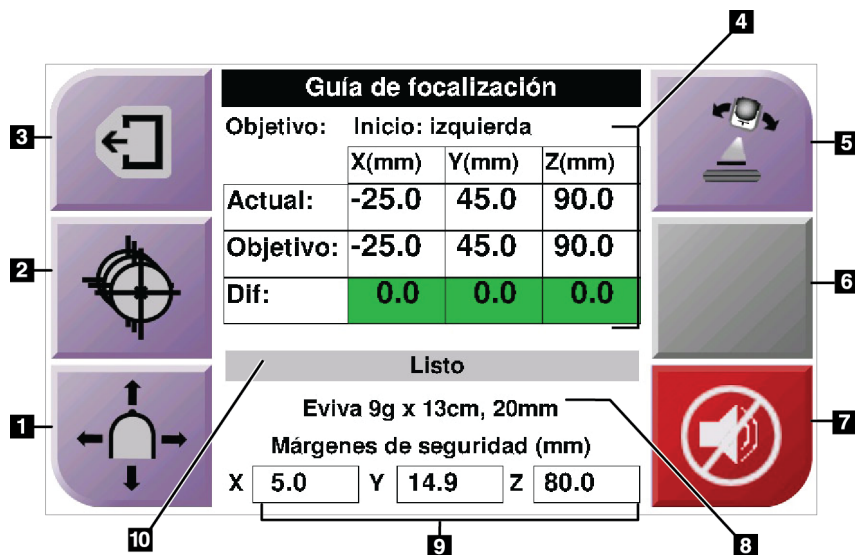 4
Guía de focalización
Objetivo: Inicio: izquierda
3
5
X(mm) Y(mm) Z(mm)
Actual: -25.0 45.0 90.0
Objetivo: -25.0 45.0 90.0
2
6
Dif: 0.0 0.0 0.0
Listo
Eviva 9g x 13cm, 20mm
1
7
Márgenes de seguridad (mm)
X 5.0 Y 14.9 Z 80.0
10
9
8